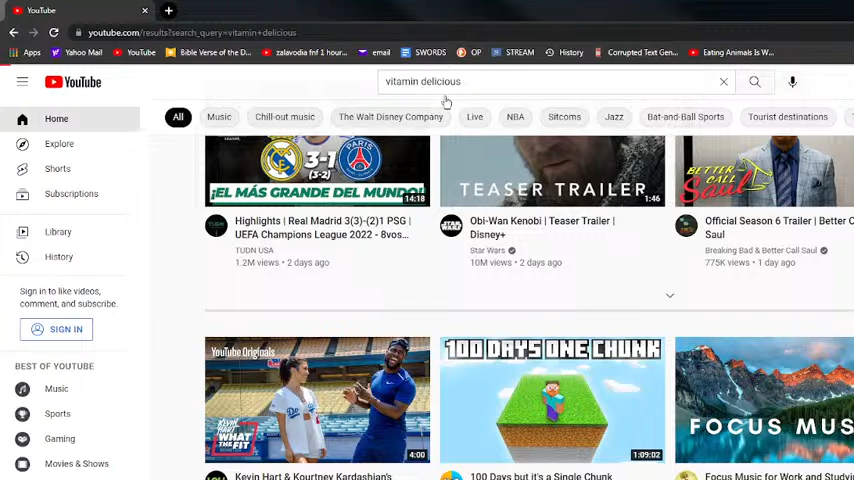 YouTube
youtube.com/results?search_query=vitamin+delicious
Apps
Yahoo Mail
YouTube
Bible Verse of the D...
zalavodia fnf 1 hour...
email
SWORDS
OP
STREAM
History
Corrupted Text Gen...
Eating Animals Is W...
YouTube
vitamin delicious
All
Music
Chill-out music
The Walt Disney Company
Live
NBA
Sitcoms
Jazz
Bat-and-Ball Sports
Tourist destinations
Home
Explore
Shorts
Subscriptions
Library
History
Sign in to like videos,
comment, and subscribe.
SIGN IN
BEST OF YOUTUBE
Music
Sports
Gaming
Movies & Shows
3-1
(3-2)
¡EL MÁS GRANDE DEL MUNDO!
14:18
Highlights | Real Madrid 3(3)-(2)1 PSG |
UEFA Champions League 2022 - 8vos...
TUDN USA
1.2M views • 2 days ago
TEASER TRAILER
1:46
Obi-Wan Kenobi | Teaser Trailer |
Disney+
Star Wars
10M views • 2 days ago
BETTER
CALL
Saul
Official Season 6 Trailer | Better C
Saul
Breaking Bad & Better Call Saul
775K views • 1 day ago
YouTube Originals
KEVIN HART
WHAT
THE FIT
4:00
Kevin Hart & Kourtney Kardashian's
100 DAYS ONE CHUNK
1:09:02
100 Days but it's a Single Chunk
FOCUS MUS
Focus Music for Work and Studyin